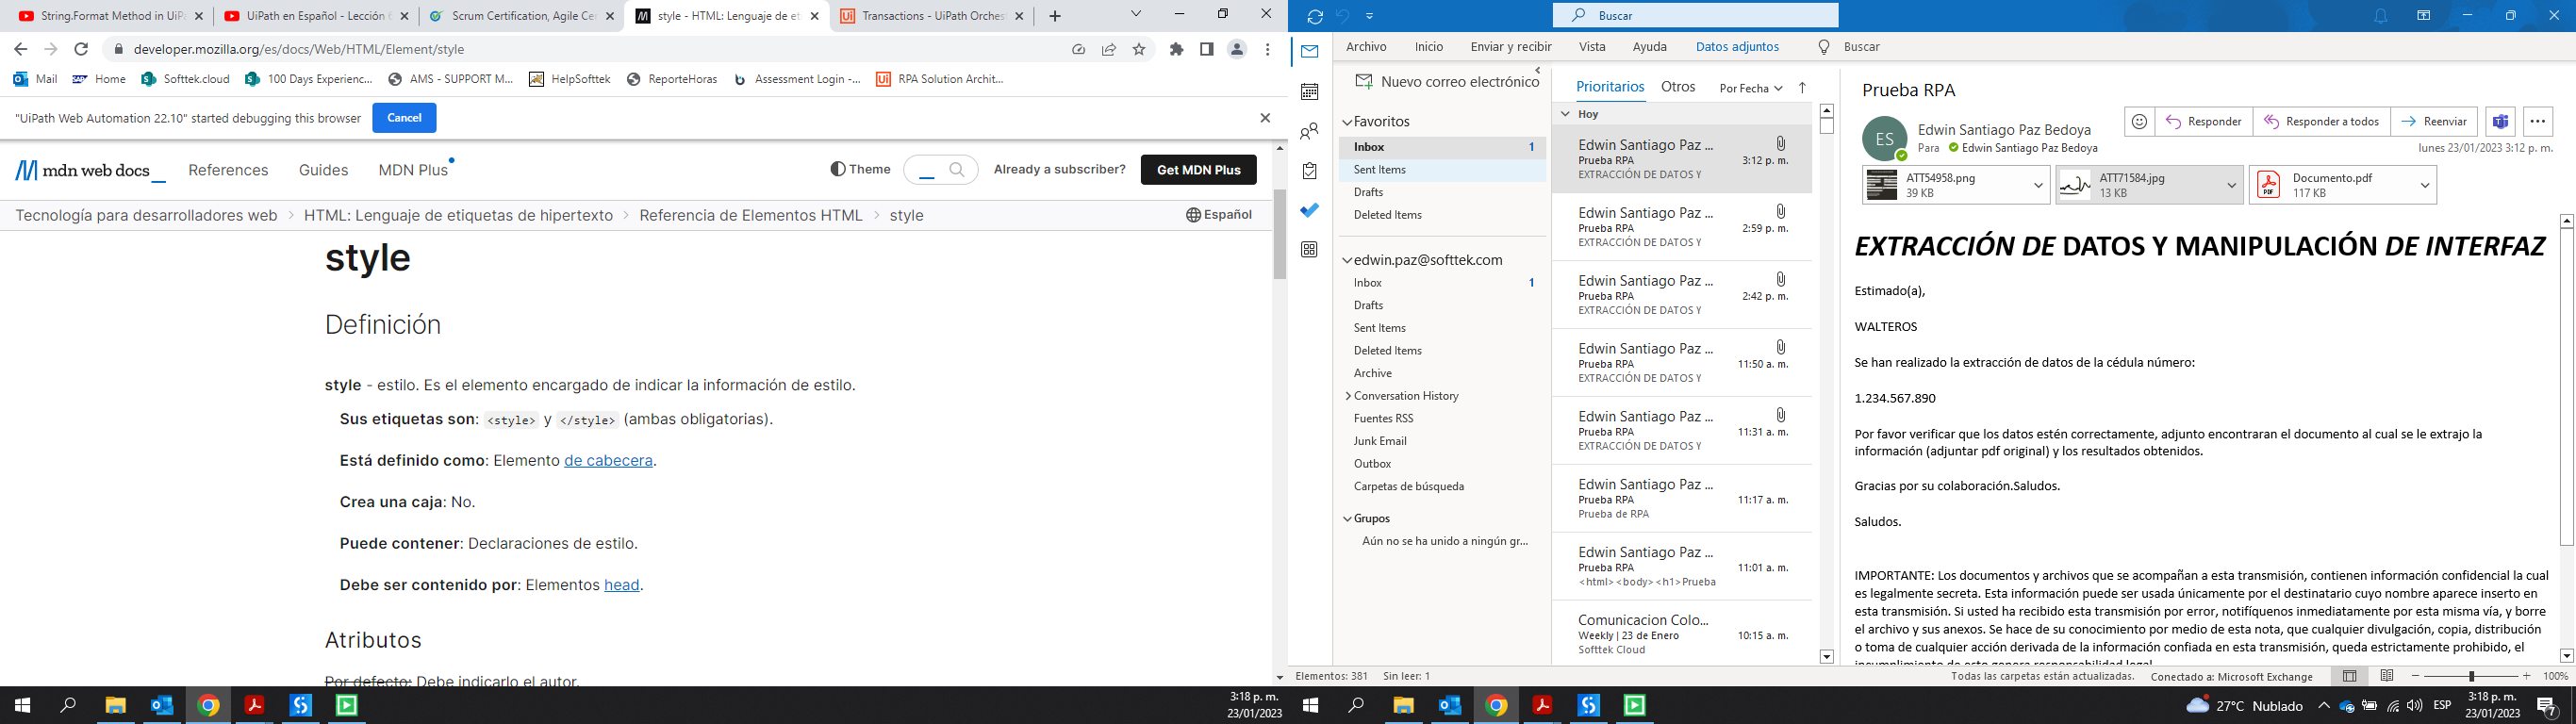 String.Format Method in UiPa
UiPath en Español - Lección 6
Scrum Certification, Agile Cer
style - HTML: Lenguaje de et
Transactions - UiPath Orches
developer.mozilla.org/es/docs/Web/HTML/Element/style
Mail
Home
Softtek.cloud
100 Days Experienc...
AMS - SUPPORT M...
HelpSofttek
ReporteHoras
Assessment Login -...
RPA Solution Archit...
"UiPath Web Automation 22.10" started debugging this browser
Cancel
mdn web docs
References
Guides
MDN Plus
Theme
Already a subscriber?
Get MDN Plus
Tecnología para desarrolladores web
HTML: Lenguaje de etiquetas de hipertexto
Referencia de Elementos HTML
style
Español
style
Definición
style - estilo. Es el elemento encargado de indicar la información de estilo.
Sus etiquetas son: <style> y </style> (ambas obligatorias).
Está definido como: Elemento de cabecera.
Crea una caja: No.
Puede contener: Declaraciones de estilo.
Debe ser contenido por: Elementos head.
Atributos
Por defecto: Debe indicarlo el autor.
3:18 p. m.
23/01/2023
Buscar
Archivo
Inicio
Enviar y recibir
Vista
Ayuda
Datos adjuntos
Buscar
Nuevo correo electrónico
Favoritos
Inbox 1
Sent Items
Drafts
Deleted Items
edwin.paz@softtek.com
Inbox 1
Drafts
Sent Items
Deleted Items
Archive
Conversation History
Fuentes RSS
Junk Email
Outbox
Carpetas de búsqueda
Grupos
Aún no se ha unido a ningún gr...
Prioritarios
Otros
Por Fecha
Hoy
Edwin Santiago Paz ...
Prueba RPA 3:12 p. m.
EXTRACCIÓN DE DATOS Y
Edwin Santiago Paz ...
Prueba RPA 2:59 p. m.
EXTRACCIÓN DE DATOS Y
Edwin Santiago Paz ...
Prueba RPA 2:42 p. m.
EXTRACCIÓN DE DATOS Y
Edwin Santiago Paz ...
Prueba RPA 11:50 a. m.
EXTRACCIÓN DE DATOS Y
Edwin Santiago Paz ...
Prueba RPA 11:31 a. m.
EXTRACCIÓN DE DATOS Y
Edwin Santiago Paz ...
Prueba RPA 11:17 a. m.
Prueba de RPA
Edwin Santiago Paz ...
Prueba RPA 11:01 a. m.
<html><body><h1>Prueba
Comunicacion Colo...
Weekly | 23 de Enero 10:15 a. m.
Softtek Cloud
Prueba RPA
ES
Edwin Santiago Paz Bedoya
Para Edwin Santiago Paz Bedoya
Responder
Responder a todos
Reenviar
lunes 23/01/2023 3:12 p. m.
ATT54958.png
39 KB
ATT71584.jpg
13 KB
Documento.pdf
117 KB
EXTRACCIÓN DE DATOS Y MANIPULACIÓN DE INTERFAZ
Estimado(a),
WALTEROS
Se han realizado la extracción de datos de la cédula número:
1.234.567.890
Por favor verificar que los datos estén correctamente, adjunto encontraran el documento al cual se le extrajo la
información (adjuntar pdf original) y los resultados obtenidos.
Gracias por su colaboración.Saludos.
Saludos.
IMPORTANTE: Los documentos y archivos que se acompañan a esta transmisión, contienen información confidencial la cual
es legalmente secreta. Esta información puede ser usada únicamente por el destinatario cuyo nombre aparece inserto en
esta transmisión. Si usted ha recibido esta transmisión por error, notifíquenos inmediatamente por esta misma vía, y borre
el archivo y sus anexos. Se hace de su conocimiento por medio de esta nota, que cualquier divulgación, copia, distribución
o toma de cualquier acción derivada de la información confiada en esta transmisión, queda estrictamente prohibido, el
incumplimiento de esto genera responsabilidad legal
Elementos: 381
Sin leer: 1
Todas las carpetas están actualizadas.
Conectado a: Microsoft Exchange
100%
27°C Nublado
ESP
3:18 p. m.
23/01/2023
7